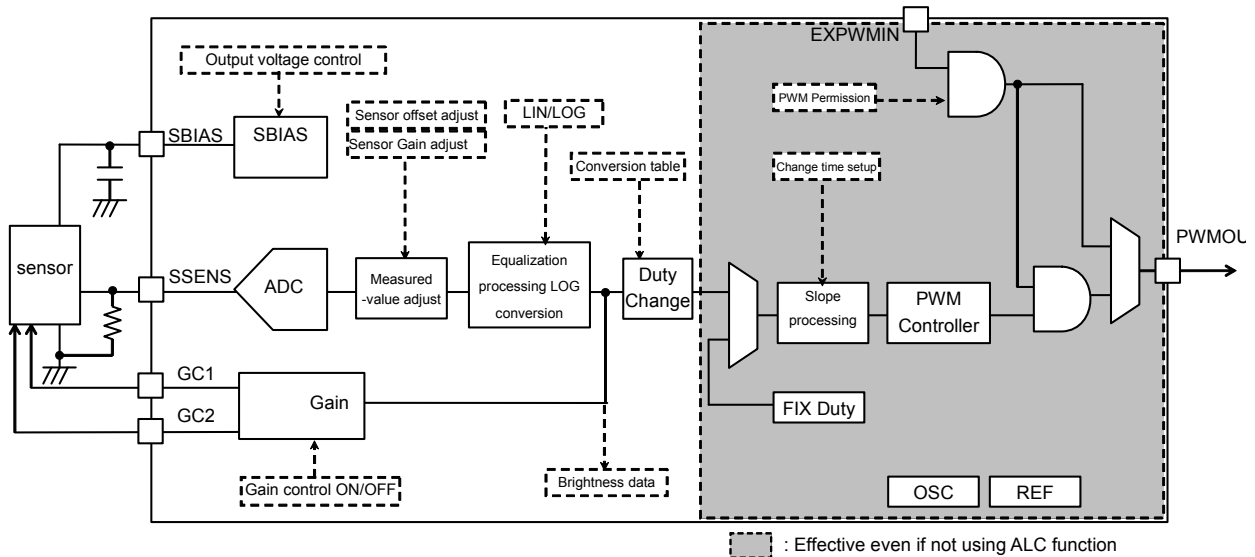 EXPWMIN
Output voltage control
PWM Permission
Sensor offset adjust
Sensor Gain adjust
LIN/LOG
SBIAS
SBIAS
Conversion table
Change time setup
PWMOU
sensor
SSENS
ADC
Measured
-value adjust
Equalization
processing LOG
conversion
Duty
Change
Slope
processing
PWM
Controller
GC1
GC2
Gain
FIX Duty
Gain control ON/OFF
Brightness data
OSC
REF
: Effective even if not using ALC function